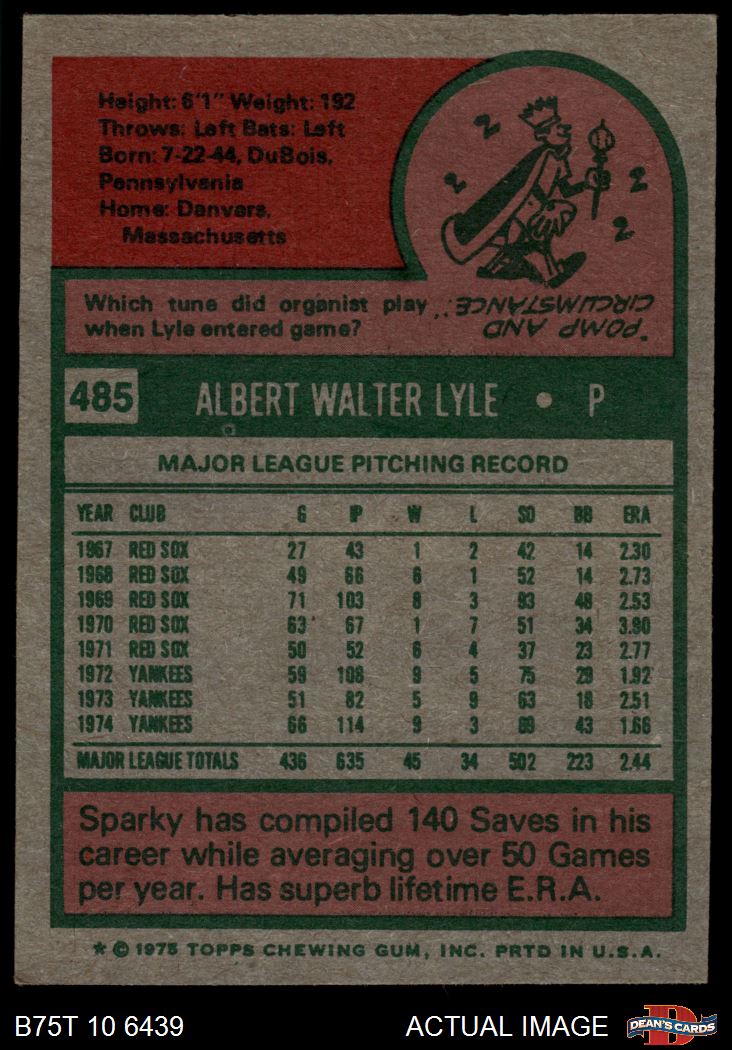 Height: 6'1" Weight: 192
Throws: Left Bats: Left
Born: 7-22-44, DuBois,
Pennsylvania
Home: Danvers,
Massachusetts
2 2 2 2 2
Which tune did organist play
when Lyle entered game?
"POMP AND
CIRCUMSTANCE."
485 ALBERT WALTER LYLE • P
MAJOR LEAGUE PITCHING RECORD
YEAR CLUB G IP W L SO BB ERA
1967 RED SOX 27 43 1 2 42 14 2.30
1968 RED SOX 49 66 6 1 52 14 2.73
1969 RED SOX 71 103 8 3 93 48 2.53
1970 RED SOX 63 67 1 7 51 34 3.90
1971 RED SOX 50 52 6 4 37 23 2.77
1972 YANKEES 59 108 9 5 75 29 1.92
1973 YANKEES 51 82 5 9 63 18 2.51
1974 YANKEES 66 114 9 3 89 43 1.66
MAJOR LEAGUE TOTALS 436 635 45 34 502 223 2.44
Sparky has compiled 140 Saves in his
career while averaging over 50 Games
per year. Has superb lifetime E.R.A.
* © 1975 TOPPS CHEWING GUM, INC. PRTD IN U.S.A.
B75T 10 6439 ACTUAL IMAGE DEAN'S CARDS